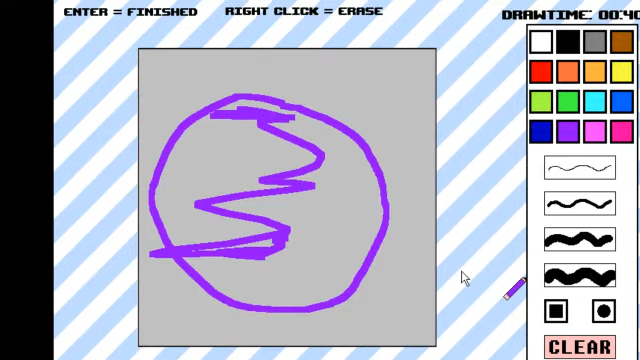 ENTER = FINISHED
RIGHT CLICK = ERASE
DRAWTIME: 00:40
CLEAR